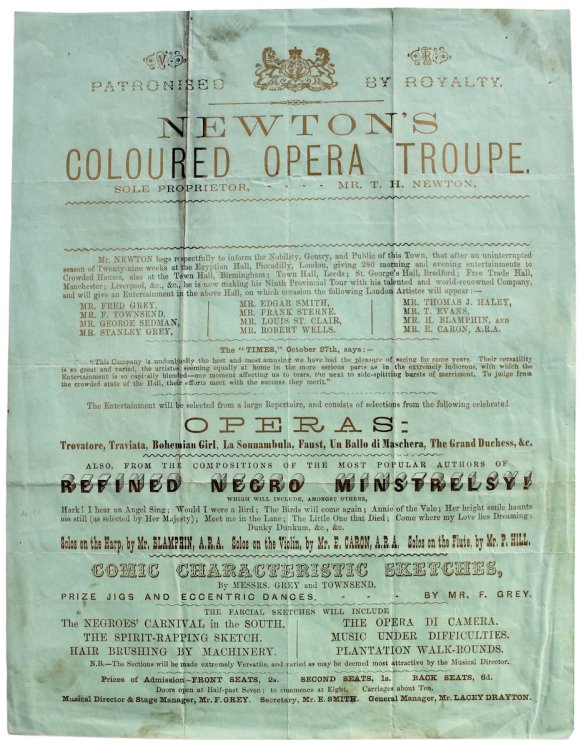 V R
PATRONISED BY ROYALTY.
NEWTON'S
COLOURED OPERA TROUPE.
SOLE PROPRIETOR, - - - - MR. T. H. NEWTON.
Mr. NEWTON begs respectfully to inform the Nobility, Gentry, and Public of this Town, that after an uninterrupted
season of Twenty-nine weeks at the Egyptian Hall, Piccadilly, London, giving 280 morning and evening entertainments to
Crowded Houses, also at the Town Hall, Birmingham; Town Hall, Leeds; St. George's Hall, Bradford; Free Trade Hall,
Manchester; Liverpool, &c., &c., he is now making his Ninth Provincial Tour with his talented and world-renowned Company,
and will give an Entertainment in the above Hall, on which occasion the following London Artistes will appear:—
MR. FRED GREY, MR. EDGAR SMITH, MR. THOMAS J. HALEY,
MR. F. TOWNSEND, MR. FRANK STERNE. MR. T. EVANS,
MR. GEORGE SEDMAN, MR. LOUIS ST. CLAIR, MR. H. BLAMPHIN, AND
MR. STANLEY GREY, MR. ROBERT WELLS. MR. E. CARON, A.R.A.
The "TIMES," October 27th, says:—
"This Company is undoubtedly the best and most amusing we have had the pleasure of seeing for some years. Their versatility
is so great and varied, the artistes seeming equally at home in the more serious parts as in the extremely ludicrous, with which the
Entertainment is so capitally blended—one moment affecting us to tears, the next to side-splitting bursts of merriment. To judge from
the crowded state of the Hall, their efforts meet with the success they merit."
The Entertainment will be selected from a large Repertoire, and consists of selections from the following celebrated
OPERAS:
Trovatore, Traviata, Bohemian Girl, La Sonnambula, Faust, Un Ballo di Maschera, The Grand Duchess, &c.
ALSO, FROM THE COMPOSITIONS OF THE MOST POPULAR AUTHORS OF
REFINED NEGRO MINSTRELSY!
WHICH WILL INCLUDE, AMONGST OTHERS,
Hark! I hear an Angel Sing; Would I were a Bird; The Birds will come again; Annie of the Vale; Her bright smile haunts
me still (as selected by Her Majesty); Meet me in the Lane; The Little One that Died; Come where my Love lies Dreaming:
Dunky Dunkum, &c., &c.
Solos on the Harp, by Mr. BLAMPHIN, A.R.A. Solos on the Violin, by Mr. E. CARON, A.R.A. Solos on the Flute, by Mr. P. HILL.
COMIC CHARACTERISTIC SKETCHES,
By MESSRS. GREY and TOWNSEND.
PRIZE JIGS AND ECCENTRIC DANCES, - - - BY MR. F. GREY.
THE FARCIAL SKETCHES WILL INCLUDE
The NEGROES' CARNIVAL in the SOUTH. THE OPERA DI CAMERA.
THE SPIRIT-RAPPING SKETCH. MUSIC UNDER DIFFICULTIES.
HAIR BRUSHING BY MACHINERY. PLANTATION WALK-ROUNDS.
N.B.—The Sections will be made extremely Versatile, and varied as may be deemed most attractive by the Musical Director.
Prices of Admission—FRONT SEATS, 2s. SECOND SEATS, 1s. BACK SEATS, 6d.
Doors open at Half-past Seven; to commence at Eight. Carriages about Ten.
Musical Director & Stage Manager, Mr. F. GREY. Secretary, Mr. E. SMITH. General Manager, Mr. LACEY DRAYTON.